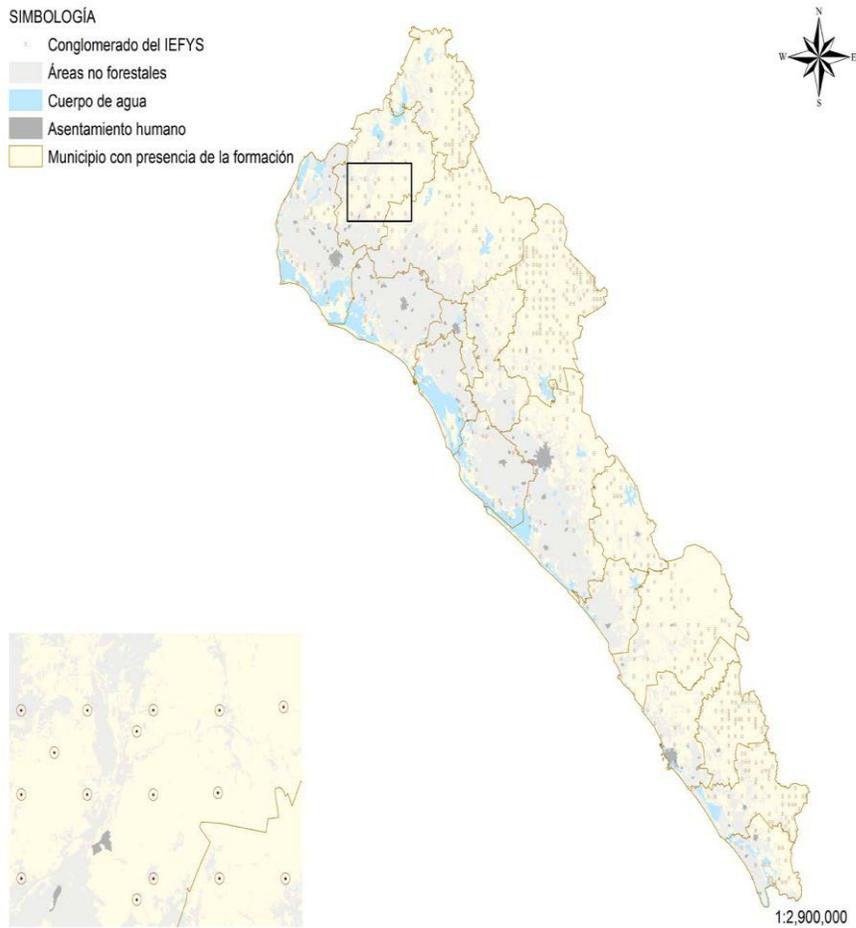 SIMBOLOGÍA
Conglomerado del IEFYS
Áreas no forestales
Cuerpo de agua
Asentamiento humano
Municipio con presencia de la formación
N
W E
S
1:2,900,000